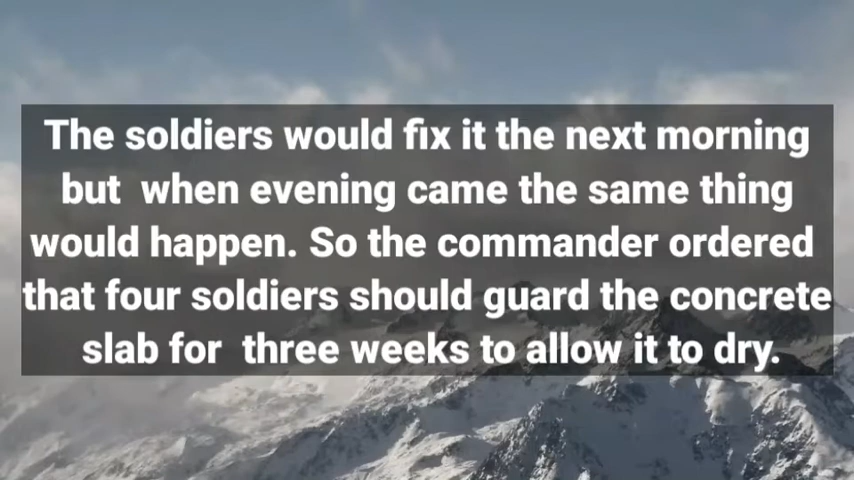 The soldiers would fix it the next morning
but when evening came the same thing
would happen. So the commander ordered
that four soldiers should guard the concrete
slab for three weeks to allow it to dry.